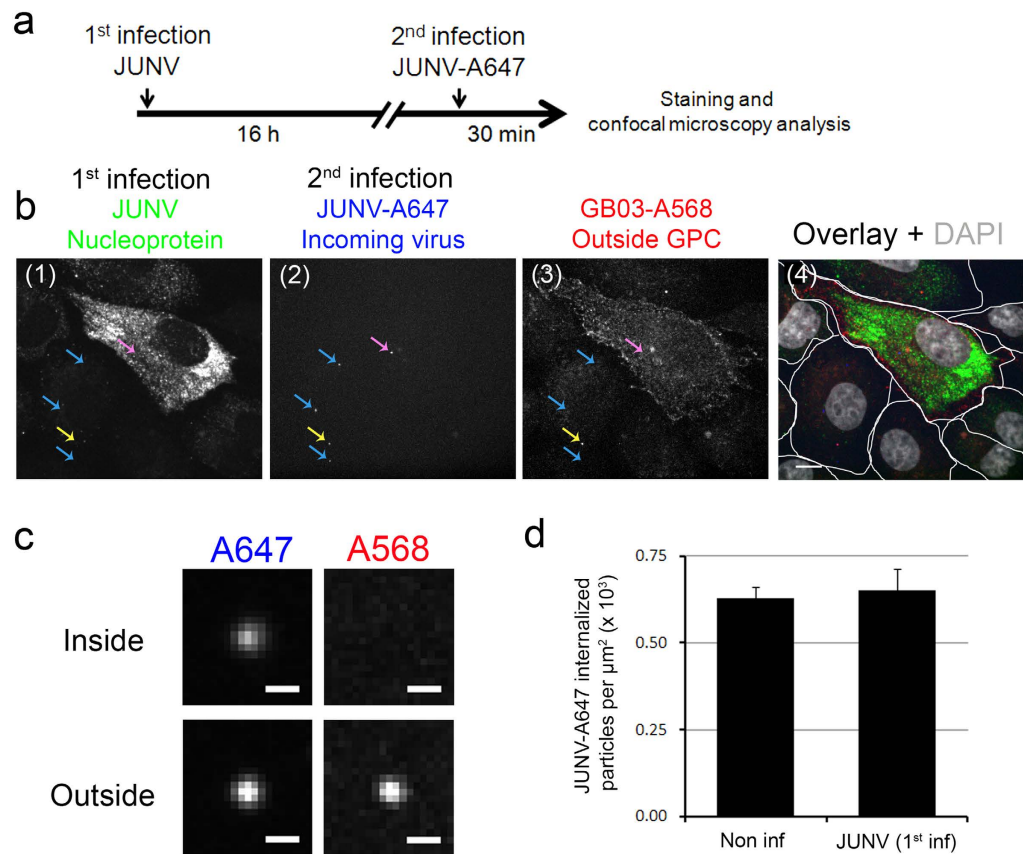 a
1st infection
JUNV
2nd infection
JUNV-A647
16 h
30 min
Staining and
confocal microscopy analysis
b
1st infection
JUNV
Nucleoprotein
2nd infection
JUNV-A647
Incoming virus
GB03-A568
Outside GPC
Overlay + DAPI
(1)
(2)
(3)
(4)
c
A647
A568
Inside
Outside
d
JUNV-A647 internalized
particles per µm² (x 10³)
0.75
0.50
0.25
0.00
Non inf
JUNV (1st inf)